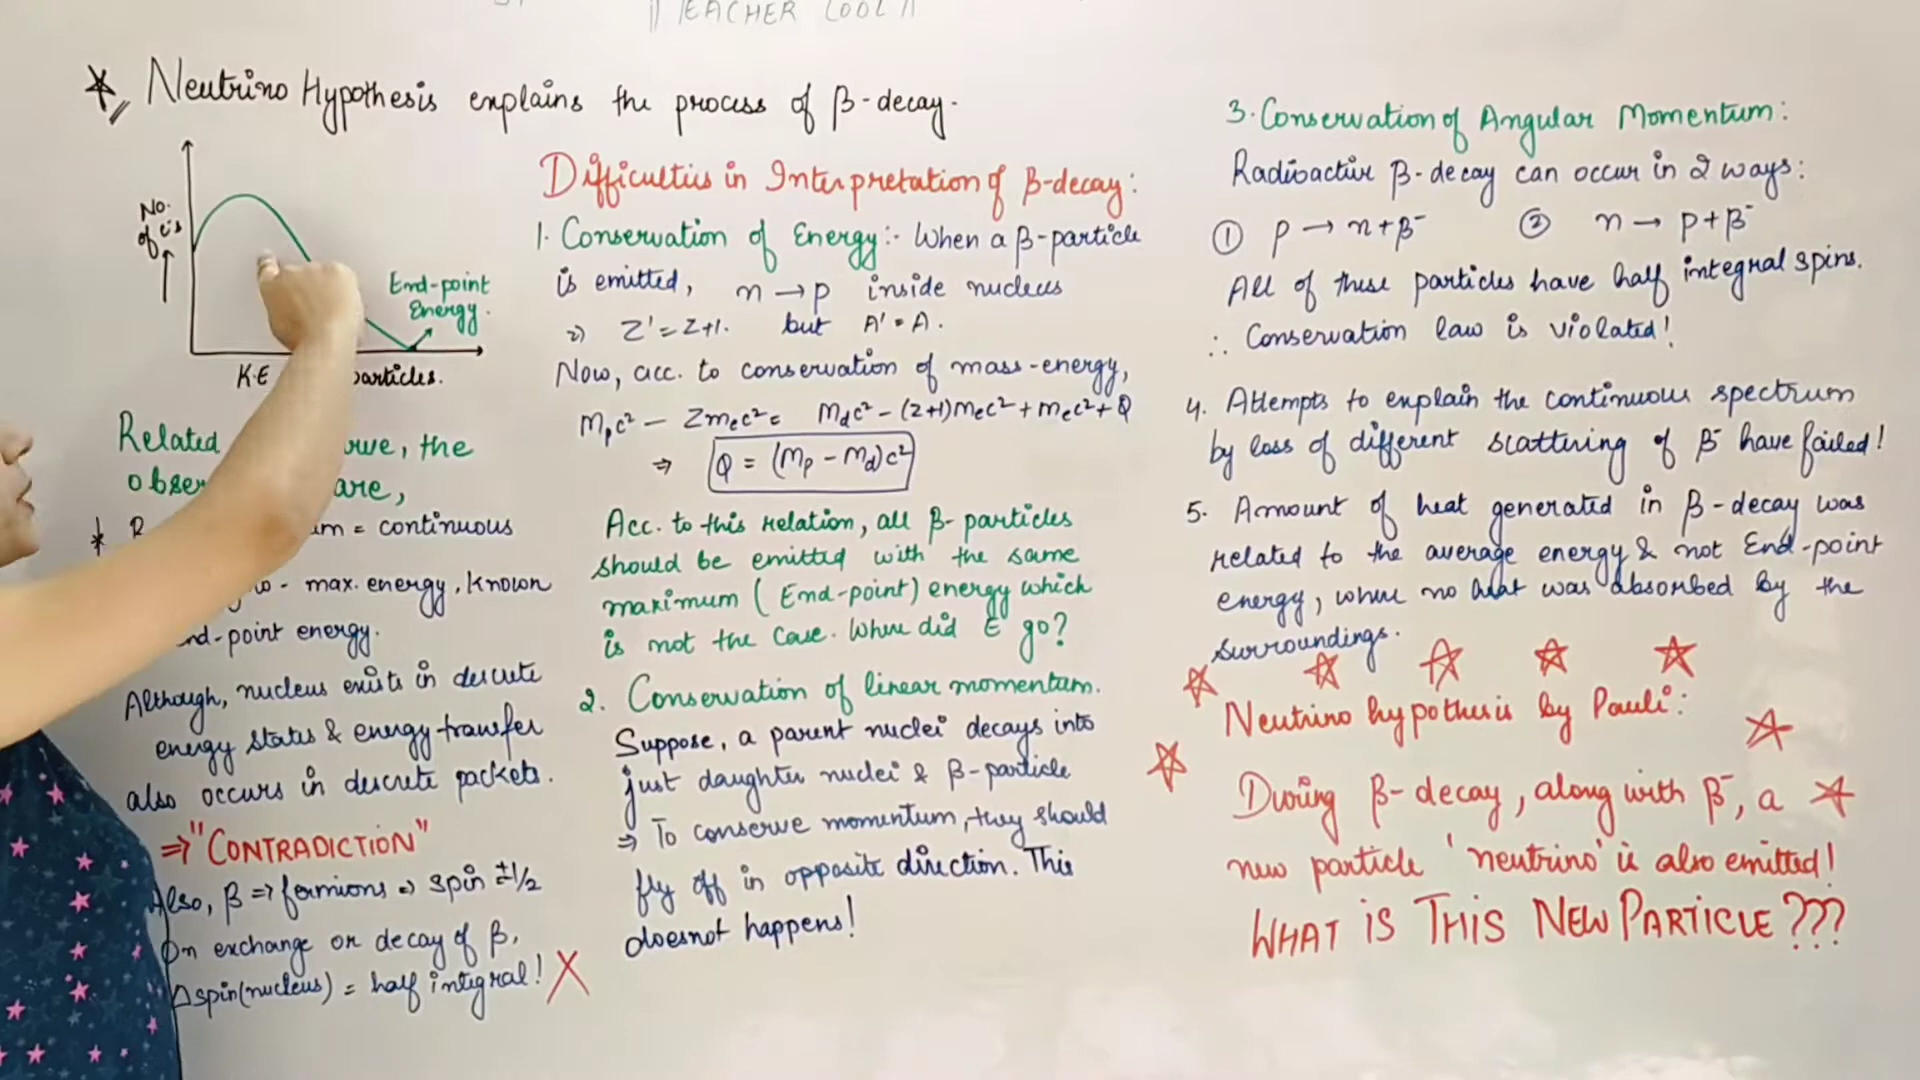 TEACHER COOL
* Neutrino Hypothesis explains the process of β-decay.
No.
of e⁻s
End-point
Energy.
K.E particles.
Related the
observ are,
* = continuous
- max. energy, known
end-point energy.
Although, nucleus exists in descrete
energy states & energy transfer
also occurs in descrete packets.
⇒ "CONTRADICTION"
Also, β ⇒ fermions ⇒ spin ±1/2
On exchange or decay of β,
Δspin(nucleus) = half integral! X
Difficulties in Interpretation of β-decay:
1. Conservation of Energy:- When a β-particle
is emitted, n → p inside nucleus
Z' = Z+1. but A' = A.
Now, acc. to conservation of mass-energy,
Mpc² - Zmec² = Mdc² - (Z+1)mec² + mec² + Q
⇒ Q = (Mp - Md)c²
Acc. to this relation, all β-particles
should be emitted with the same
maximum (End-point) energy which
is not the case. Where did E go?
2. Conservation of linear momentum.
Suppose, a parent nuclei decays into
just daughter nuclei & β-particle
⇒ To conserve momentum, they should
fly off in opposite direction. This
doesnot happens!
3. Conservation of Angular Momentum:
Radioactive β-decay can occur in 2 ways:
① p → n + β⁻ ② n → p + β⁻
All of these particles have half integral spins.
∴ Conservation law is violated!
4. Attempts to explain the continuous spectrum
by loss of different scattering of β⁻ have failed!
5. Amount of heat generated in β-decay was
related to the average energy & not End-point
energy, where no heat was absorbed by the
surroundings.
Neutrino hypothesis by Pauli:
During β-decay, along with β⁻, a
new particle 'neutrino' is also emitted!
WHAT iS THIS NEW PARTICLE???